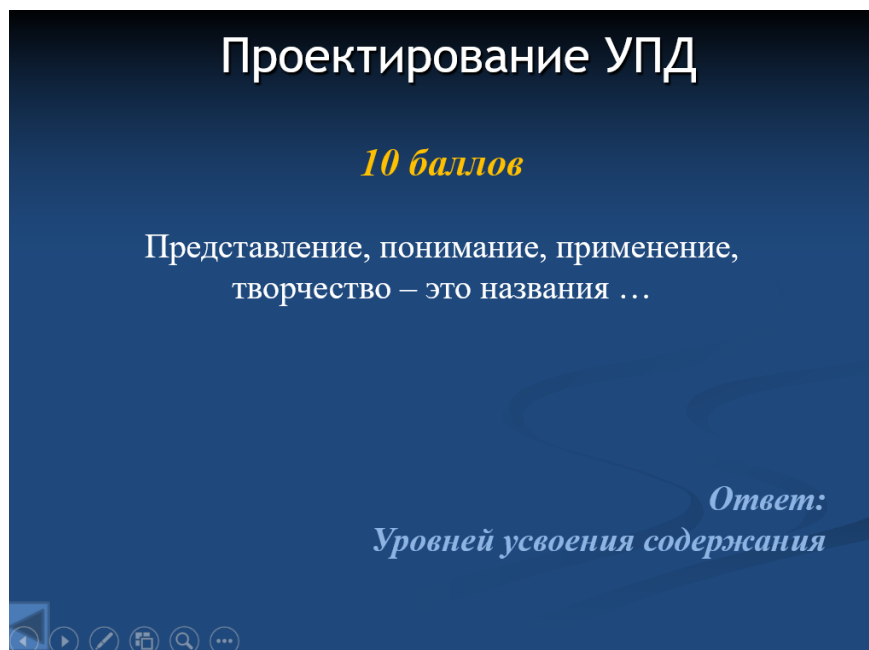 Проектирование УПД
10 баллов
Представление, понимание, применение,
творчество – это названия …
Ответ:
Уровней усвоения содержания